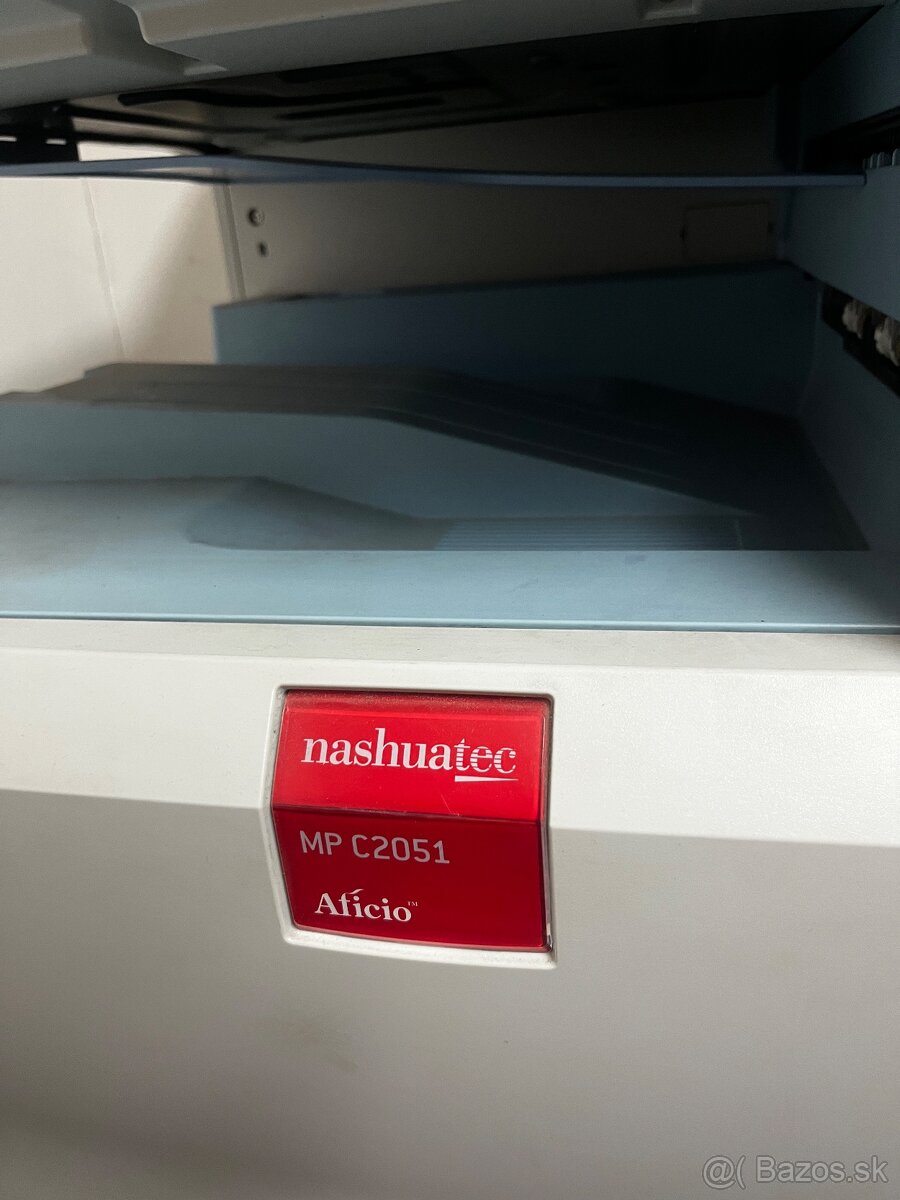 nashuatec
MP C2051
Aficio™
@( Bazos.sk